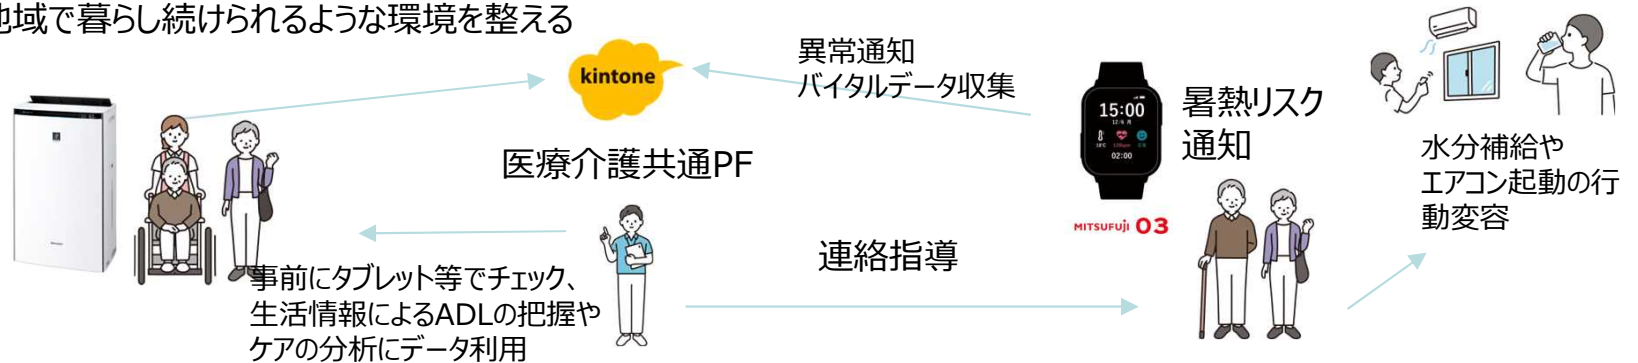 地域で暮らし続けられるような環境を整える
kintone
医療介護共通PF
異常通知
バイタルデータ収集
15:00
02:00
MITSUFUJI 03
暑熱リスク
通知
水分補給や
エアコン起動の行
動変容
事前にタブレット等でチェック、
生活情報によるADLの把握や
ケアの分析にデータ利用
連絡指導